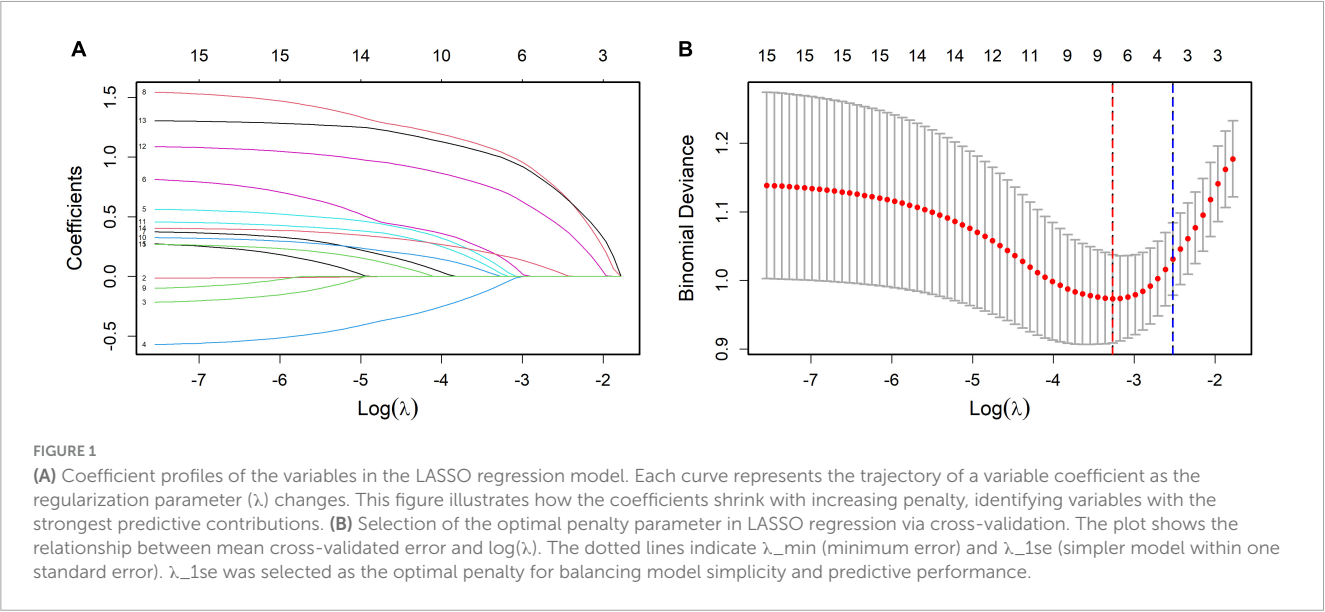 A
15 15 14 10 6 3
8
13
12
6
5
11
14
7
10
2
9
3
4
1.5
1.0
0.5
0.0
-0.5
Coefficients
-7 -6 -5 -4 -3 -2
Log(λ)
B
15 15 15 15 14 14 12 11 9 9 6 4 3 3
1.2
1.1
1.0
0.9
Binomial Deviance
-7 -6 -5 -4 -3 -2
Log(λ)
FIGURE 1
(A) Coefficient profiles of the variables in the LASSO regression model. Each curve represents the trajectory of a variable coefficient as the
regularization parameter (λ) changes. This figure illustrates how the coefficients shrink with increasing penalty, identifying variables with the
strongest predictive contributions. (B) Selection of the optimal penalty parameter in LASSO regression via cross-validation. The plot shows the
relationship between mean cross-validated error and log(λ). The dotted lines indicate λ_min (minimum error) and λ_1se (simpler model within one
standard error). λ_1se was selected as the optimal penalty for balancing model simplicity and predictive performance.